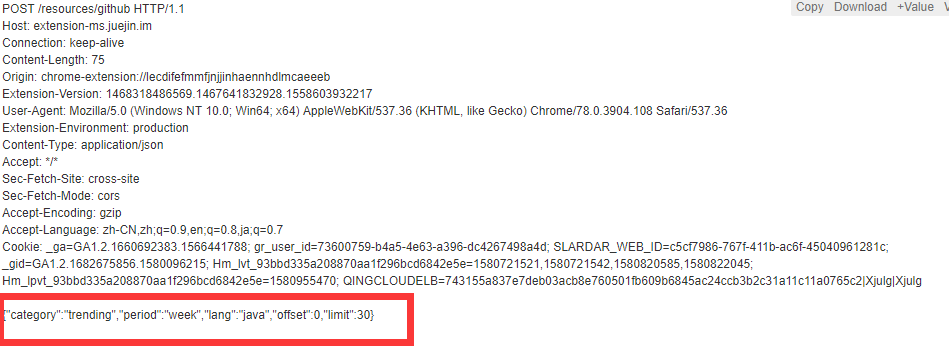 Copy Download +Value V
POST /resources/github HTTP/1.1
Host: extension-ms.juejin.im
Connection: keep-alive
Content-Length: 75
Origin: chrome-extension://lecdifefmmfjnjjinhaennhdlmcaeeeb
Extension-Version: 1468318486569.1467641832928.1558603932217
User-Agent: Mozilla/5.0 (Windows NT 10.0; Win64; x64) AppleWebKit/537.36 (KHTML, like Gecko) Chrome/78.0.3904.108 Safari/537.36
Extension-Environment: production
Content-Type: application/json
Accept: */*
Sec-Fetch-Site: cross-site
Sec-Fetch-Mode: cors
Accept-Encoding: gzip
Accept-Language: zh-CN,zh;q=0.9,en;q=0.8,ja;q=0.7
Cookie: _ga=GA1.2.1660692383.1566441788; gr_user_id=73600759-b4a5-4e63-a396-dc4267498a4d; SLARDAR_WEB_ID=c5cf7986-767f-411b-ac6f-45040961281c;
_gid=GA1.2.1682675856.1580096215; Hm_lvt_93bbd335a208870aa1f296bcd6842e5e=1580721521,1580721542,1580820585,1580822045;
Hm_lpvt_93bbd335a208870aa1f296bcd6842e5e=1580955470; QINGCLOUDELB=743155a837e7deb03acb8e760501fb609b6845ac24ccb3b2c31a11c11a0765c2|Xjulg|Xjulg
{"category":"trending","period":"week","lang":"java","offset":0,"limit":30}